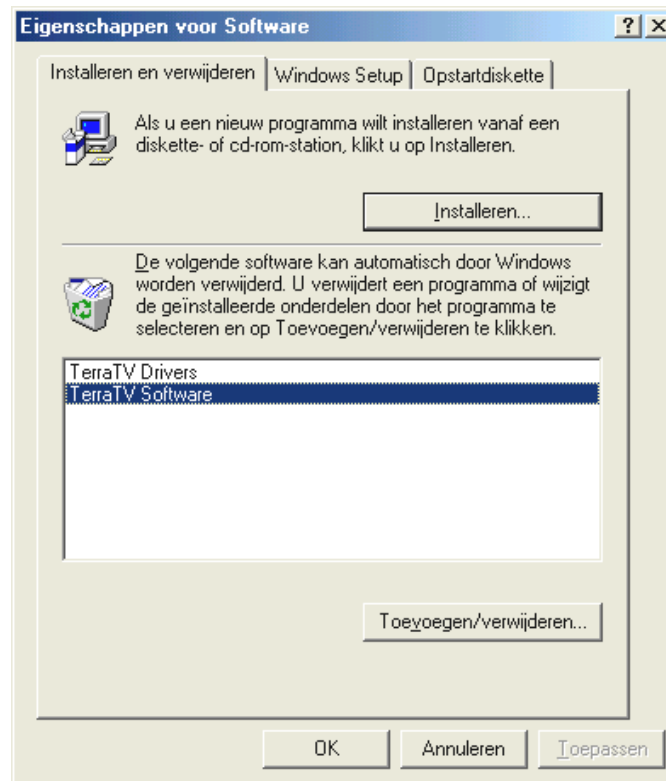 Eigenschappen voor Software
Installeren en verwijderen
Windows Setup
Opstartdiskette
Als u een nieuw programma wilt installeren vanaf een
diskette- of cd-rom-station, klikt u op Installeren.
Installeren...
De volgende software kan automatisch door Windows
worden verwijderd. U verwijdert een programma of wijzigt
de geïnstalleerde onderdelen door het programma te
selecteren en op Toevoegen/verwijderen te klikken.
TerraTV Drivers
TerraTV Software
Toevoegen/verwijderen...
OK
Annuleren
Toepassen